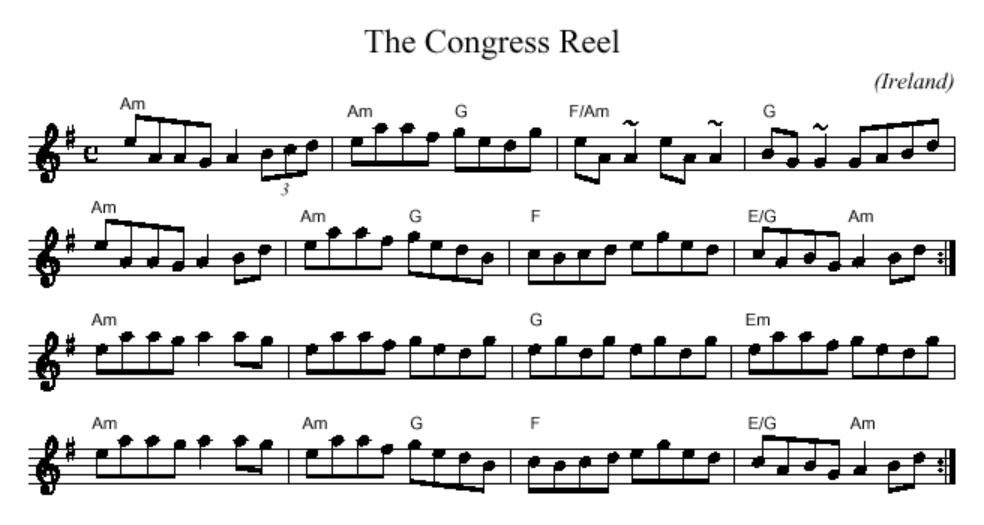 The Congress Reel
(Ireland)
Am Am G F/Am G
3
Am Am G F E/G Am
Am G Em
Am Am G F E/G Am